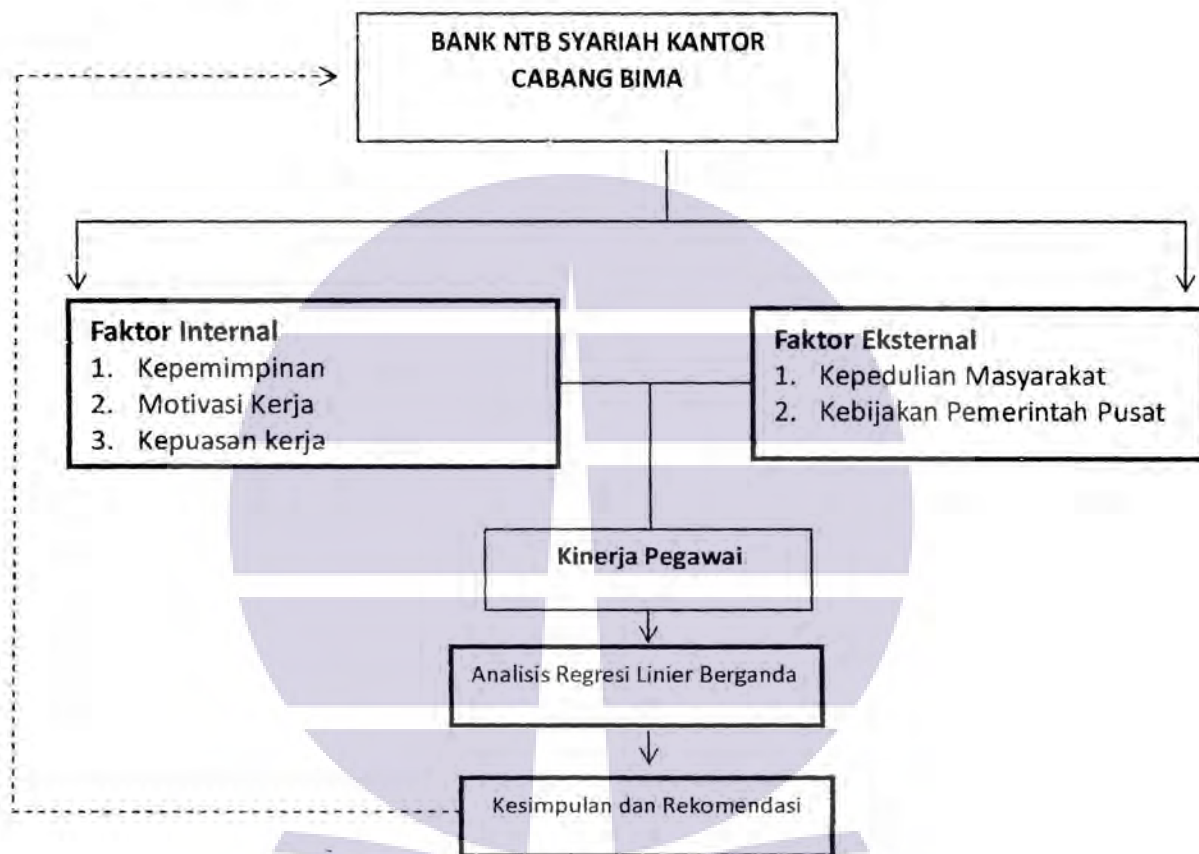 BANK NTB SYARIAH KANTOR
CABANG BIMA
Faktor Internal
1. Kepemimpinan
2. Motivasi Kerja
3. Kepuasan kerja
Faktor Eksternal
1. Kepedulian Masyarakat
2. Kebijakan Pemerintah Pusat
Kinerja Pegawai
Analisis Regresi Linier Berganda
Kesimpulan dan Rekomendasi